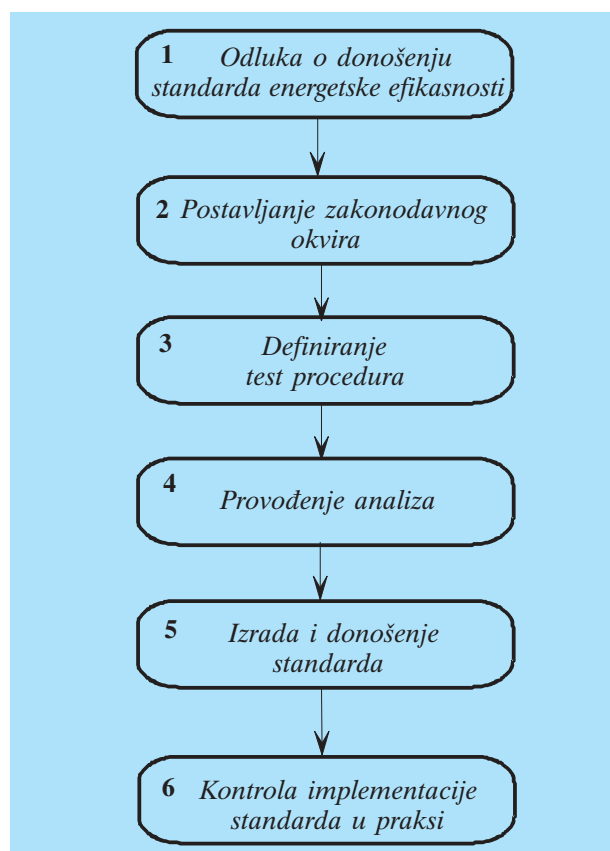 1 Odluka o donošenju
standarda energetske efikasnosti
2 Postavljanje zakonodavnog
okvira
3 Definiranje
test procedura
4 Provođenje analiza
5 Izrada i donošenje
standarda
6 Kontrola implementacije
standarda u praksi